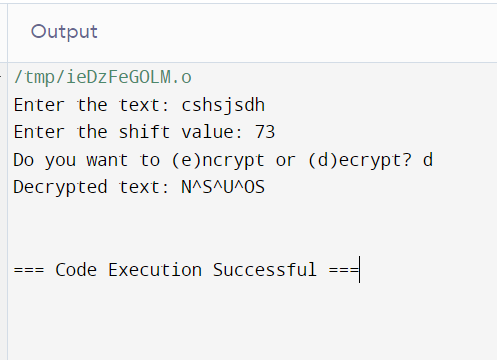 Output
/tmp/ieDzFeGOLM.o
Enter the text: cshsjsdh
Enter the shift value: 73
Do you want to (e)ncrypt or (d)ecrypt? d
Decrypted text: N^S^U^OS
=== Code Execution Successful ===